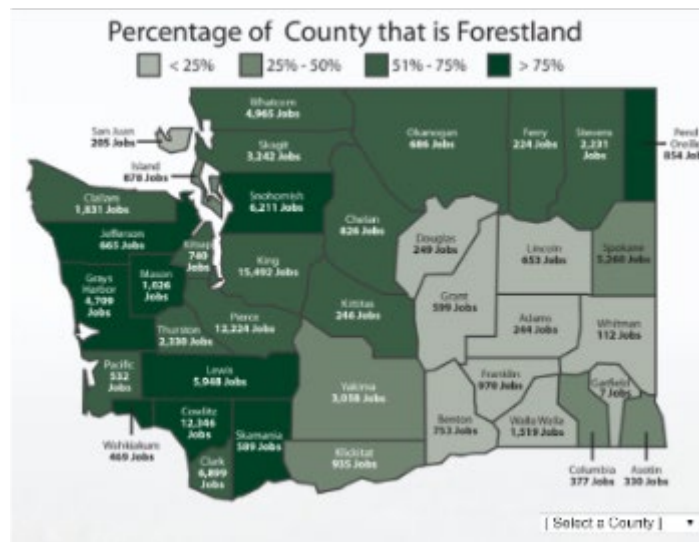 Percentage of County that is Forestland
< 25%
25% - 50%
51% - 75%
> 75%
Whatcom
4,965 Jobs
San Juan
205 Jobs
Skagit
3,242 Jobs
Island
878 Jobs
Okanogan
686 Jobs
Ferry
224 Jobs
Stevens
2,231
Jobs
Pend
Oreille
854 Jobs
Clallam
1,831 Jobs
Snohomish
6,211 Jobs
Jefferson
665 Jobs
Kitsap
740
Jobs
Chelan
826 Jobs
Douglas
249 Jobs
Lincoln
653 Jobs
Spokane
5,260 Jobs
Grays
Harbor
4,709
Jobs
Mason
1,026
Jobs
King
15,492 Jobs
Kittitas
246 Jobs
Grant
599 Jobs
Adams
244 Jobs
Whitman
112 Jobs
Thurston
2,330 Jobs
Pierce
12,224 Jobs
Pacific
532
Jobs
Lewis
5,948 Jobs
Yakima
3,038 Jobs
Franklin
970 Jobs
Garfield
7 Jobs
Benton
753 Jobs
Walla Walla
1,519 Jobs
Wahkiakum
469 Jobs
Cowlitz
12,346
Jobs
Skamania
589 Jobs
Clark
6,899
Jobs
Klickitat
935 Jobs
Columbia
377 Jobs
Asotin
330 Jobs
[ Select a County ]